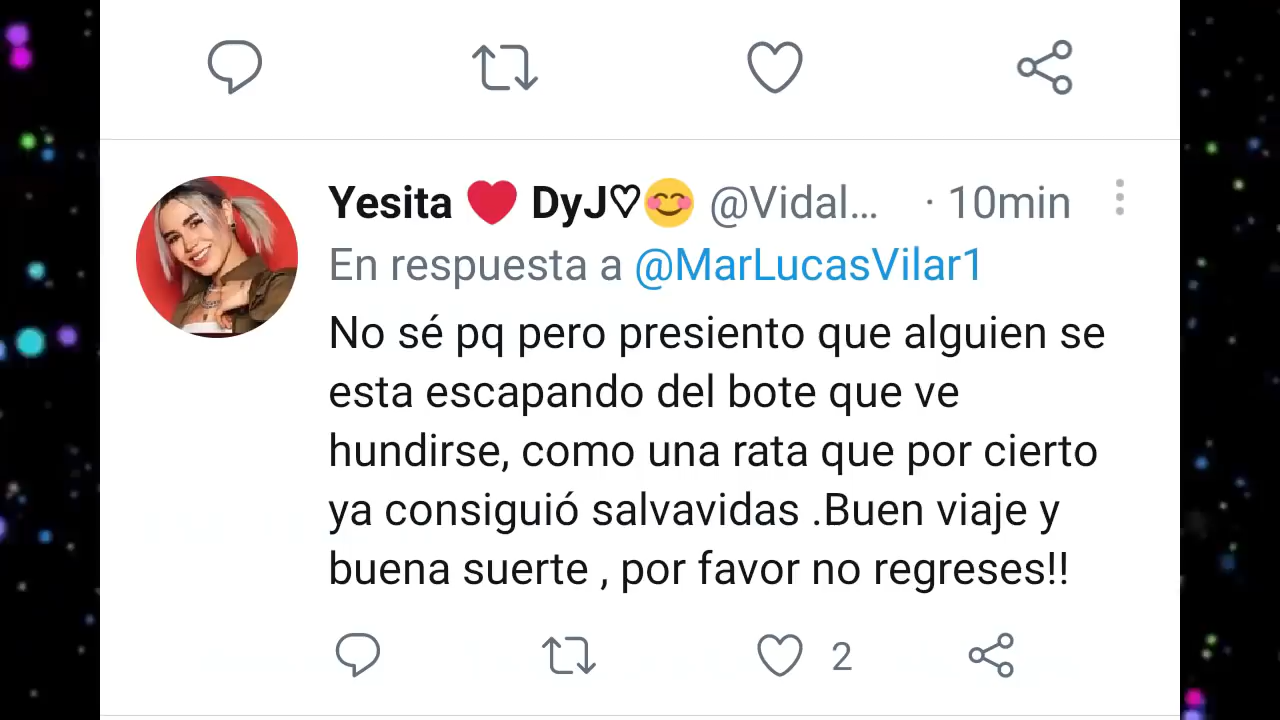 Yesita ❤️ DyJ♡😊 @Vidal... · 10min
En respuesta a @MarLucasVilar1
No sé pq pero presiento que alguien se
esta escapando del bote que ve
hundirse, como una rata que por cierto
ya consiguió salvavidas .Buen viaje y
buena suerte , por favor no regreses!!
2